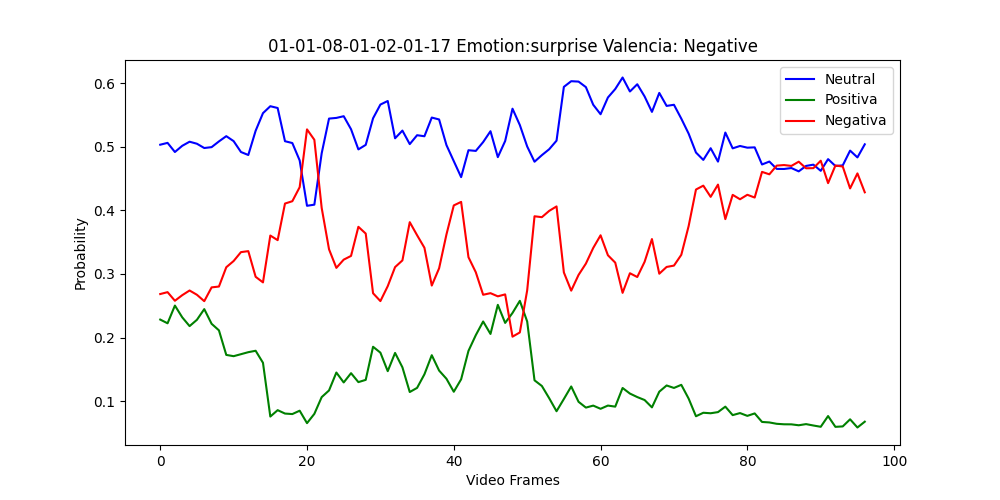 01-01-08-01-02-01-17 Emotion:surprise Valencia: Negative
Neutral
Positiva
Negativa
Probability
0.6
0.5
0.4
0.3
0.2
0.1
0 20 40 60 80 100
Video Frames